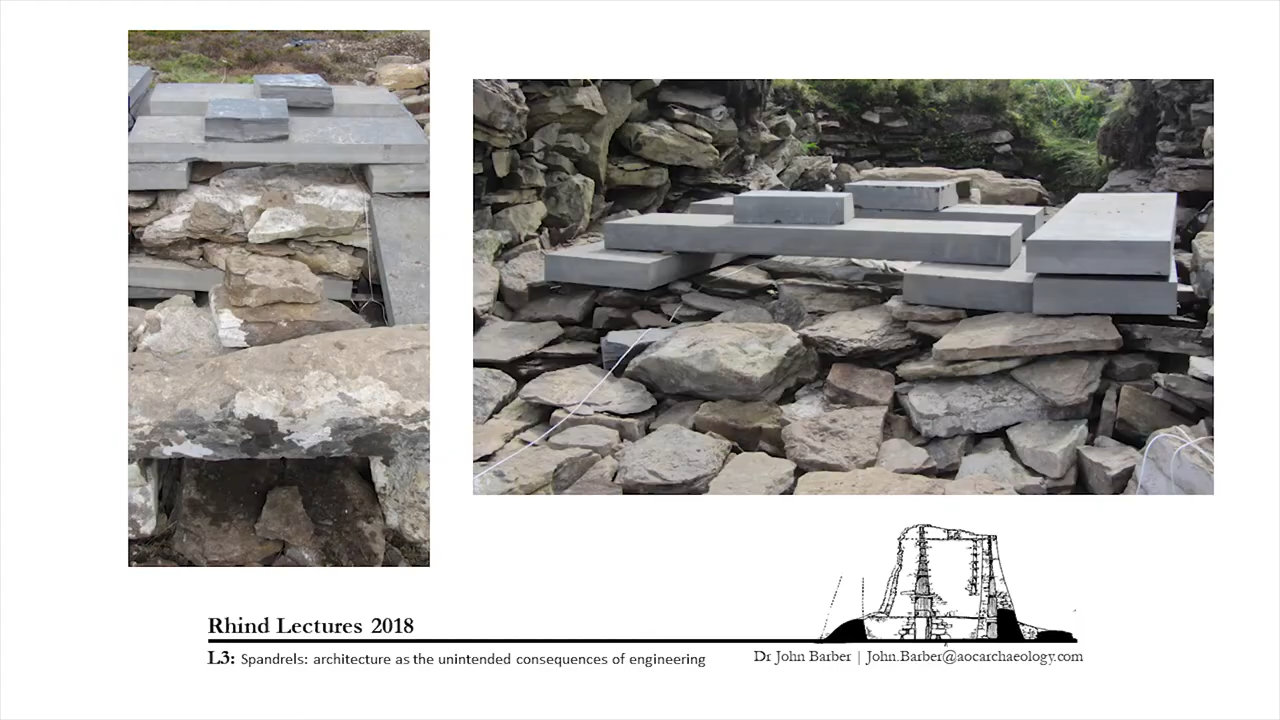 Rhind Lectures 2018
L3: Spandrels: architecture as the unintended consequences of engineering
Dr John Barber | John.Barber@aocarchaeology.com